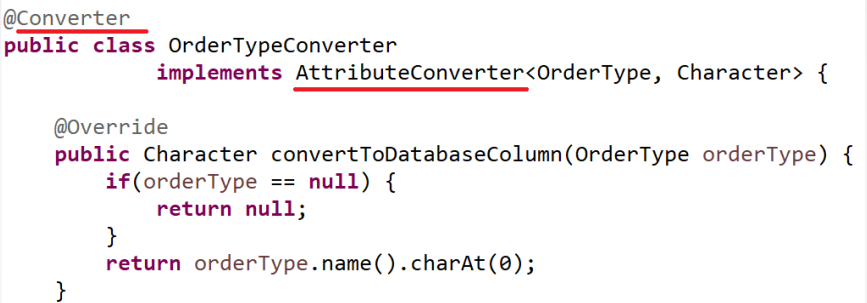 @Converter
public class OrderTypeConverter
            implements AttributeConverter<OrderType, Character> {
    @Override
    public Character convertToDatabaseColumn(OrderType orderType) {
        if(orderType == null) {
            return null;
        }
        return orderType.name().charAt(0);
    }